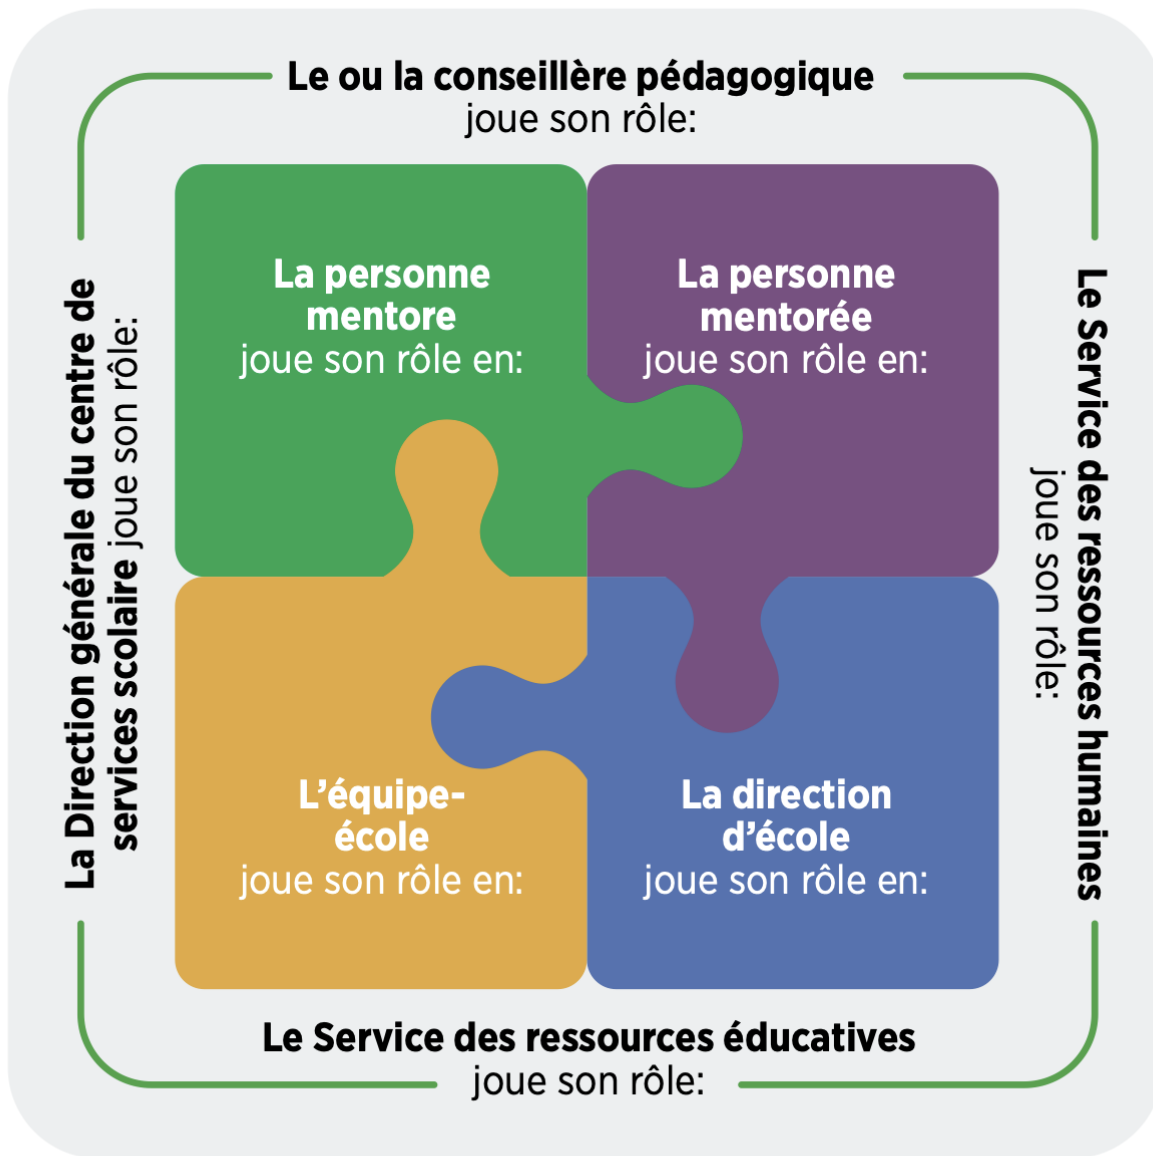 Le ou la conseillère pédagogique
joue son rôle:
La personne
mentore
joue son rôle en:
La personne
mentorée
joue son rôle en:
La Direction générale du centre de
services scolaire joue son rôle:
Le Service des ressources humaines
joue son rôle:
L’équipe-
école
joue son rôle en:
La direction
d’école
joue son rôle en:
Le Service des ressources éducatives
joue son rôle: